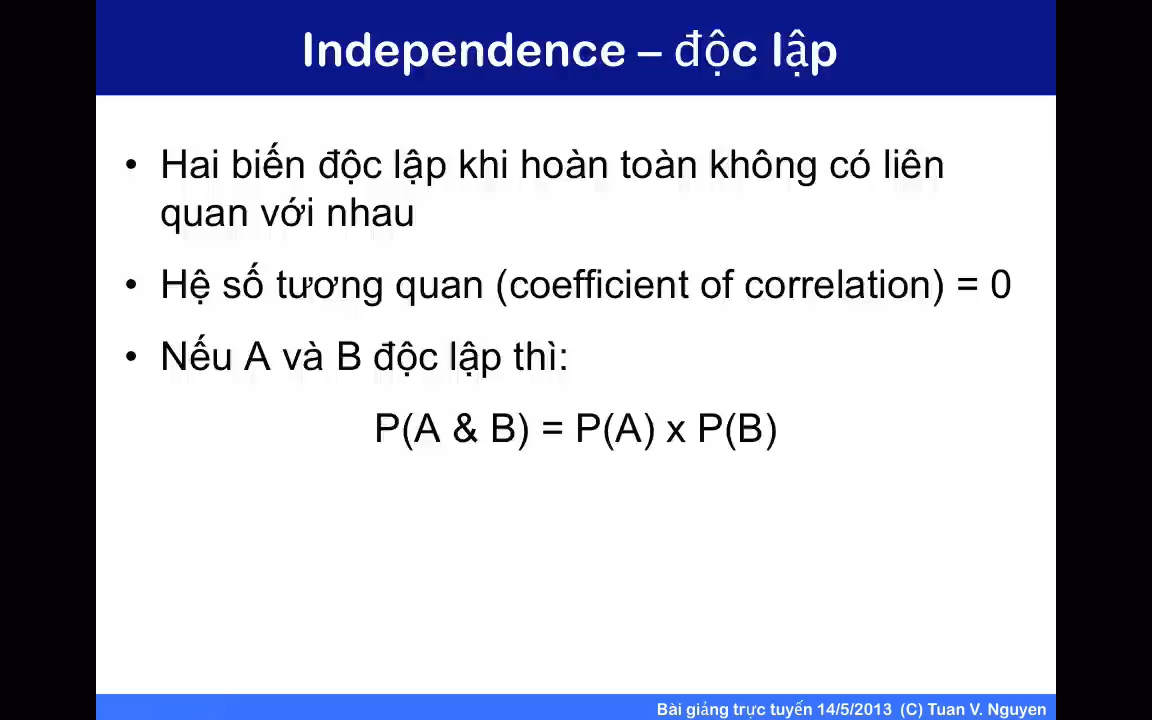 Independence – độc lập
• Hai biến độc lập khi hoàn toàn không có liên
quan với nhau
• Hệ số tương quan (coefficient of correlation) = 0
• Nếu A và B độc lập thì:
P(A & B) = P(A) x P(B)
Bài giảng trực tuyến 14/5/2013 (C) Tuan V. Nguyen